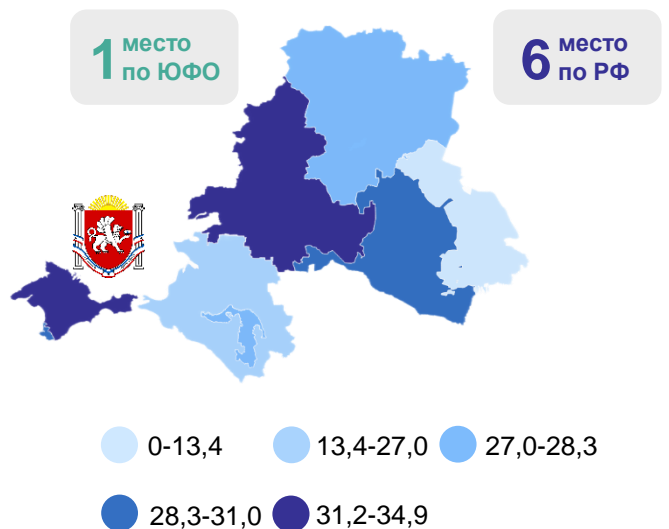 1 место
по ЮФО
6 место
по РФ
0-13,4
13,4-27,0
27,0-28,3
28,3-31,0
31,2-34,9